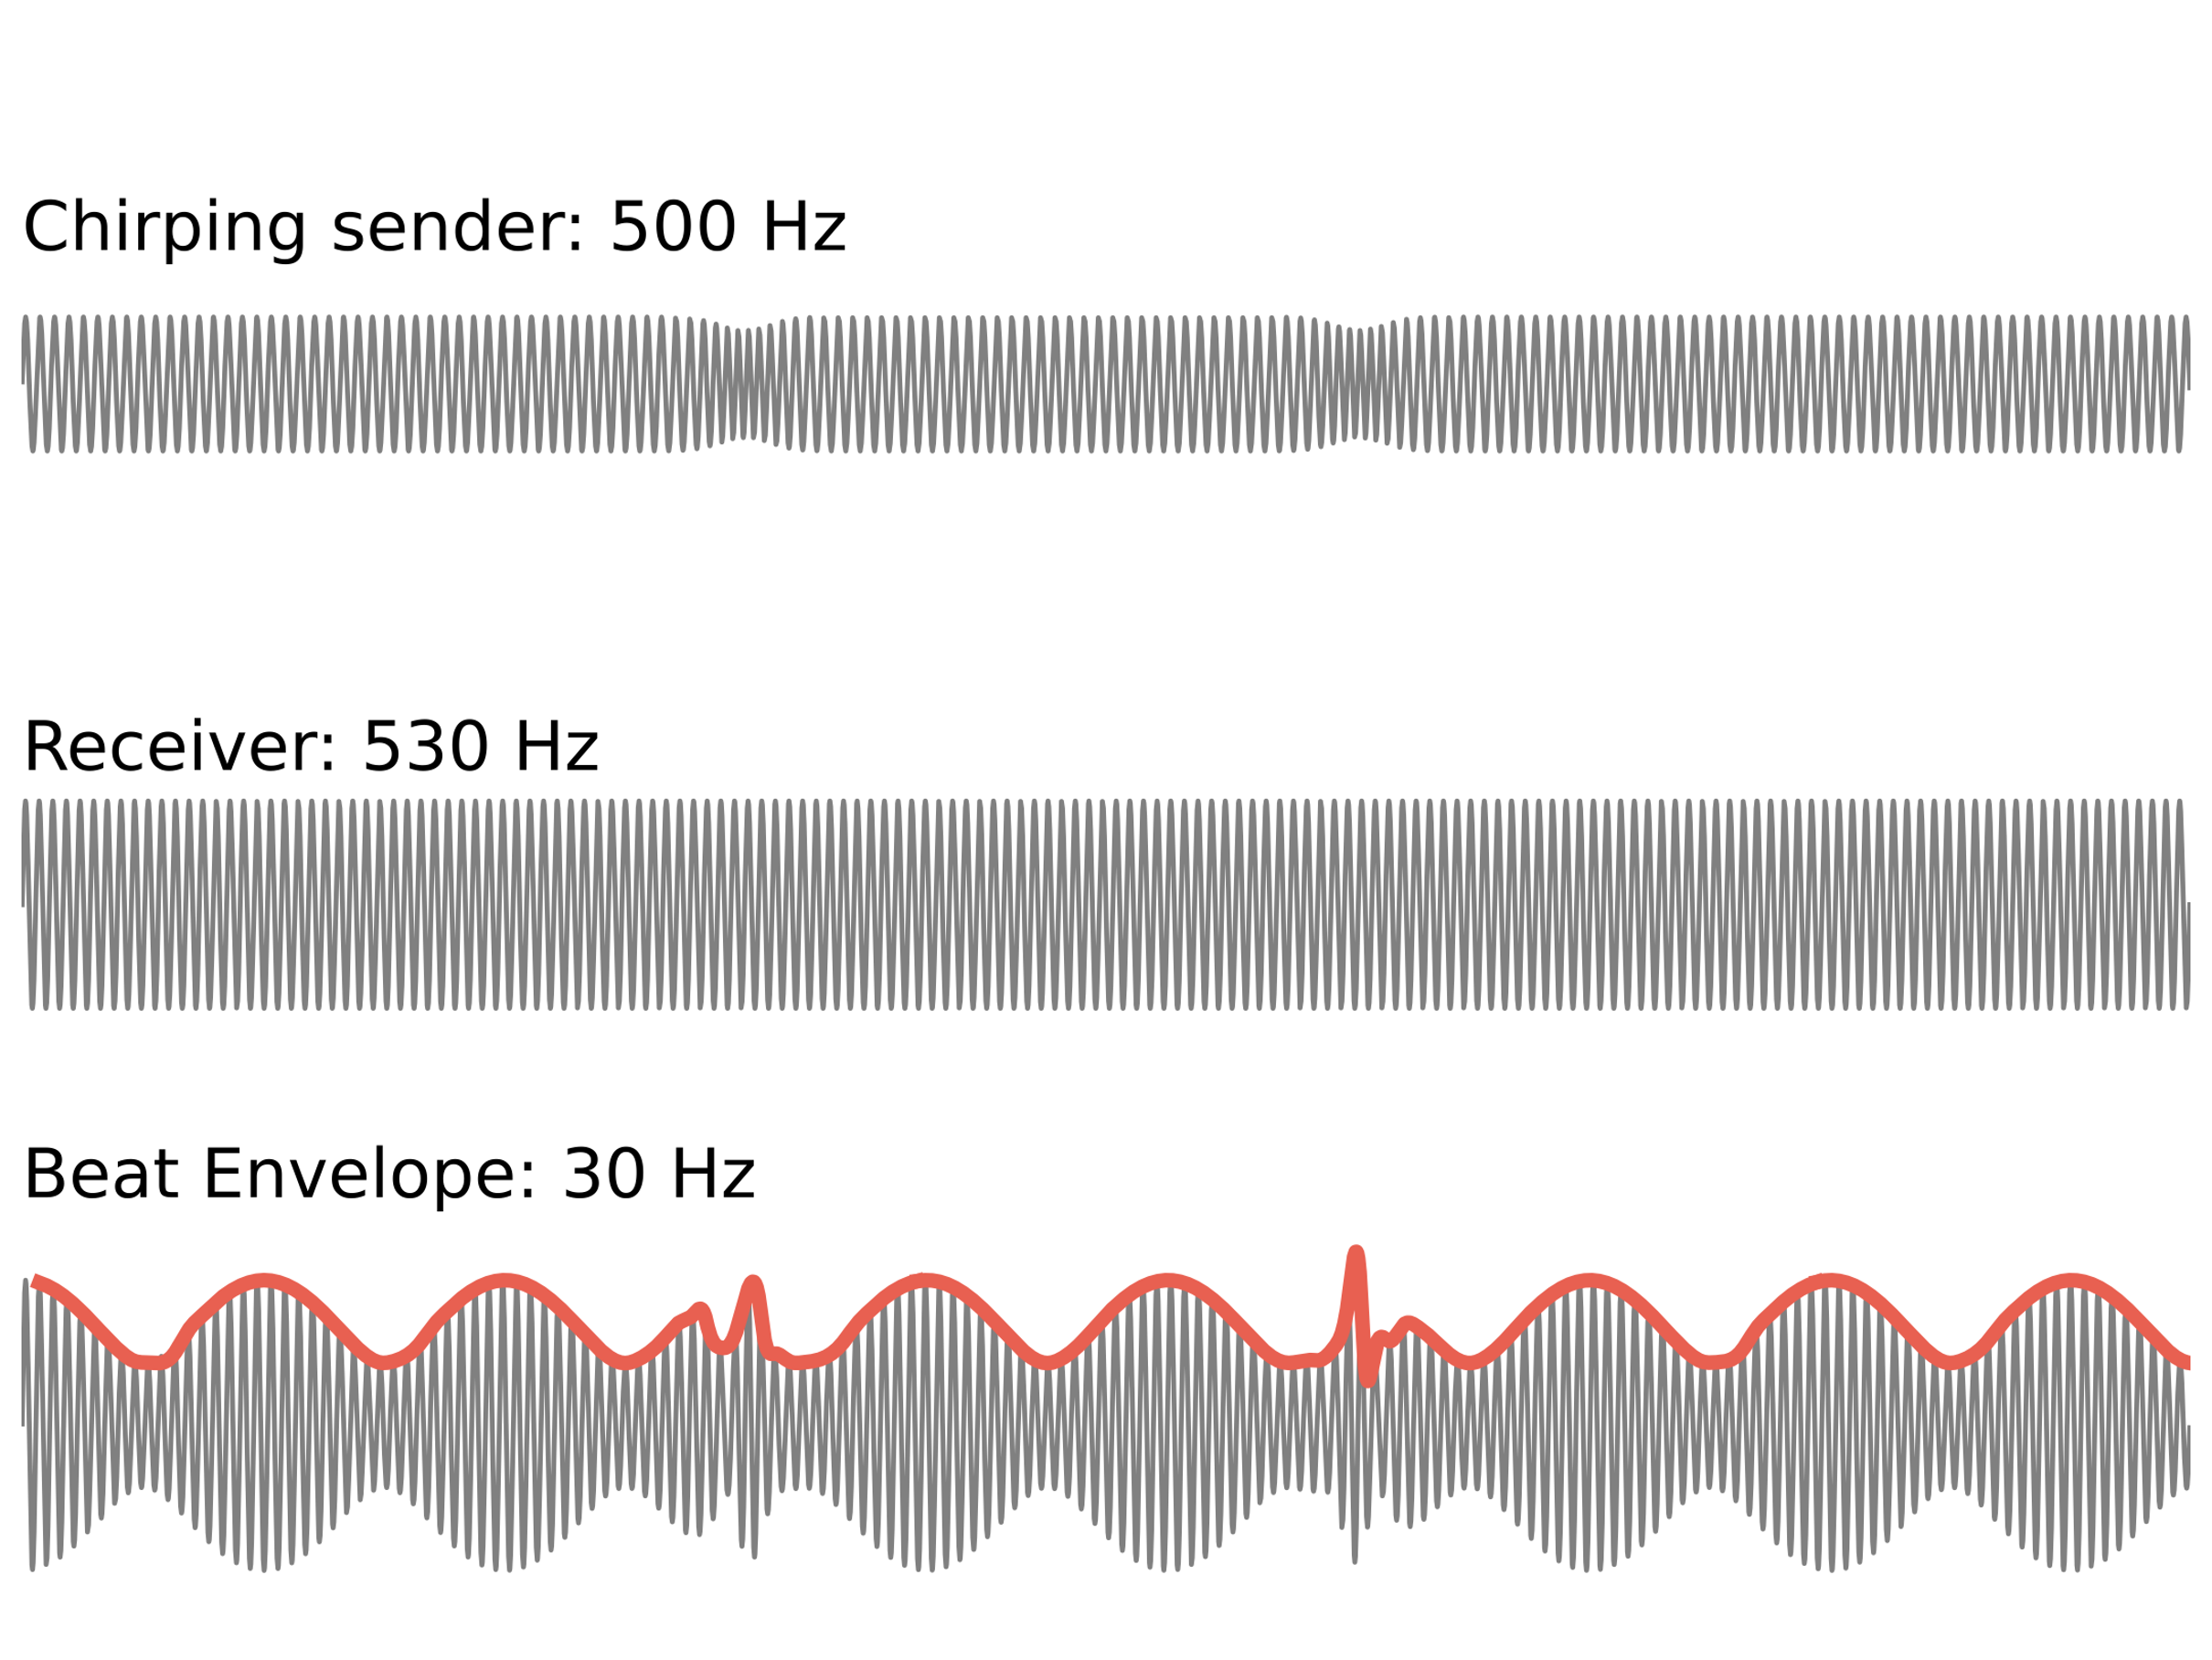 Chirping sender: 500 Hz
Receiver: 530 Hz
Beat Envelope: 30 Hz